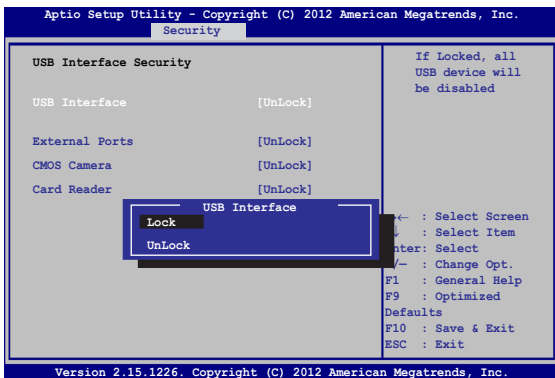 Aptio Setup Utility - Copyright (C) 2012 American Megatrends, Inc.
Security
USB Interface Security
USB Interface [UnLock]
External Ports [UnLock]
CMOS Camera [UnLock]
Card Reader [UnLock]
USB Interface
Lock
UnLock
If Locked, all
USB device will
be disabled
→← : Select Screen
↓ : Select Item
nter: Select
/— : Change Opt.
F1 : General Help
F9 : Optimized
Defaults
F10 : Save & Exit
ESC : Exit
Version 2.15.1226. Copyright (C) 2012 American Megatrends, Inc.